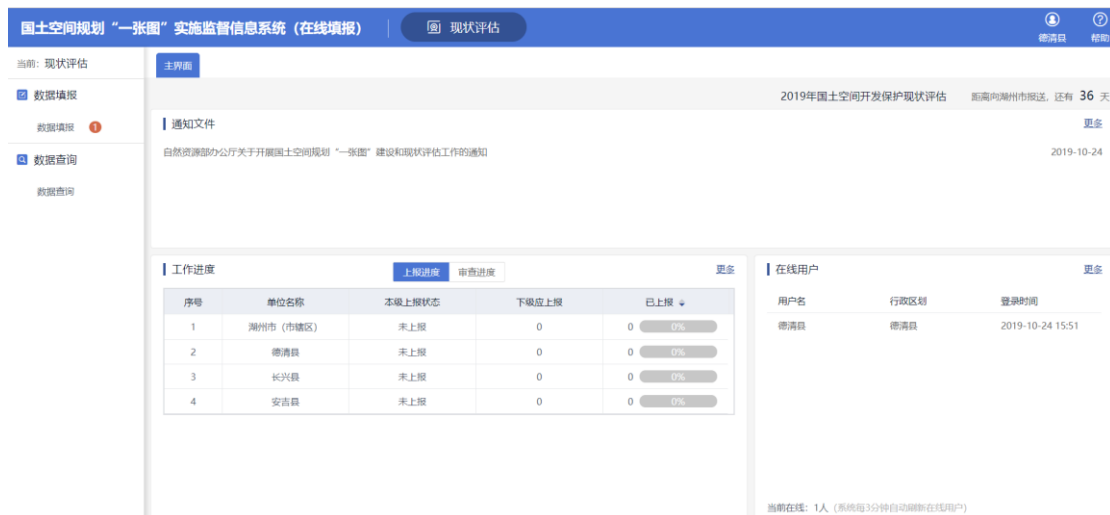 国土空间规划“一张图”实施监督信息系统（在线填报）
现状评估
德清县
帮助
当前: 现状评估
主界面
数据填报
数据填报 1
数据查询
数据查询
2019年国土空间开发保护现状评估 距离向湖州市报送, 还有 36 天
通知文件 更多
自然资源部办公厅关于开展国土空间规划“一张图”建设和现状评估工作的通知 2019-10-24
工作进度 上报进度 审查进度 更多
序号 单位名称 本级上报状态 下级应上报 已上报
1 湖州市（市辖区） 未上报 0 0 0%
2 德清县 未上报 0 0 0%
3 长兴县 未上报 0 0 0%
4 安吉县 未上报 0 0 0%
在线用户 更多
用户名 行政区划 登录时间
德清县 德清县 2019-10-24 15:51
当前在线: 1人 (系统每3分钟自动刷新在线用户)